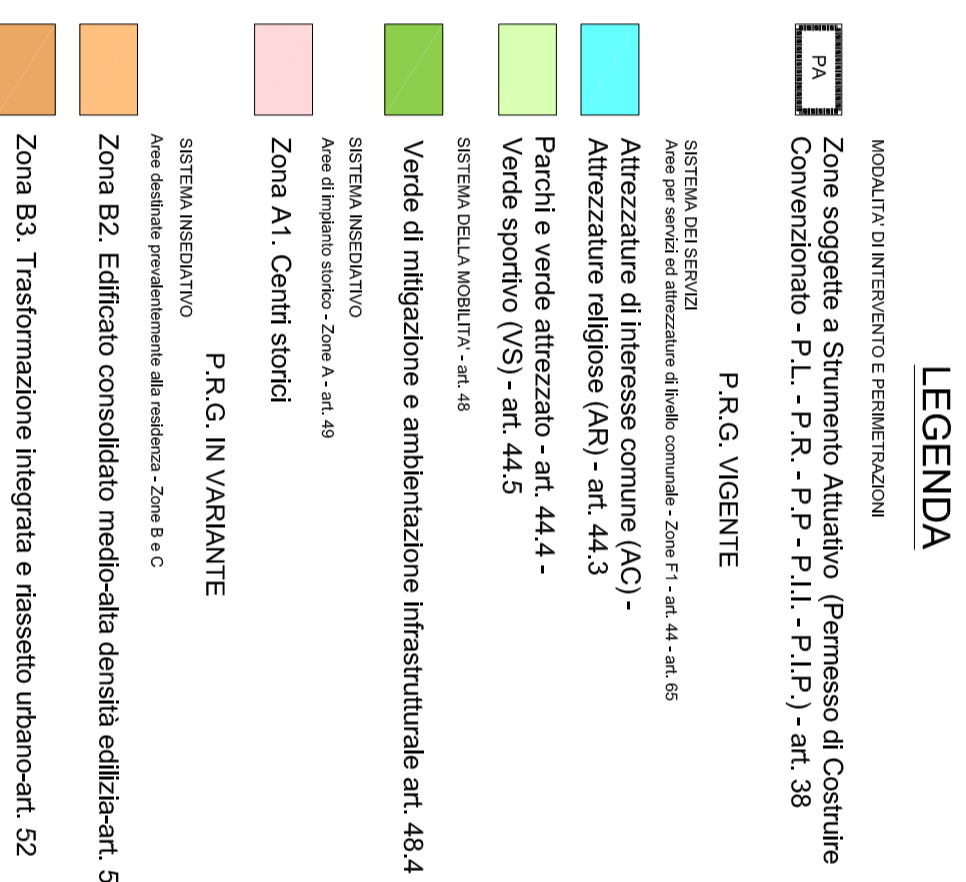 LEGENDA
MODALITA' DI INTERVENTO E PERIMETRAZIONI
PA
Zone soggette a Strumento Attuativo (Permesso di Costruire
Convenzionato - P.L. - P.R. - P.P - P.I.I. - P.I.P.) - art. 38
P.R.G. VIGENTE
SISTEMA DEI SERVIZI
Aree per servizi ed attrezzature di livello comunale - Zone F1 - art. 44 - art. 65
Attrezzature di interesse comune (AC) -
Attrezzature religiose (AR) - art. 44.3
Parchi e verde attrezzato - art. 44.4 -
Verde sportivo (VS) - art. 44.5
SISTEMA DELLA MOBILITA' - art. 48
Verde di mitigazione e ambientazione infrastrutturale art. 48.4
SISTEMA INSEDIATIVO
Aree di impianto storico - Zone A - art. 49
Zona A1. Centri storici
P.R.G. IN VARIANTE
SISTEMA INSEDIATIVO
Aree destinate prevalentemente alla residenza - Zone B e C
Zona B2. Edificato consolidato medio-alta densità edilizia-art. 5
Zona B3. Trasformazione integrata e riassetto urbano-art. 52